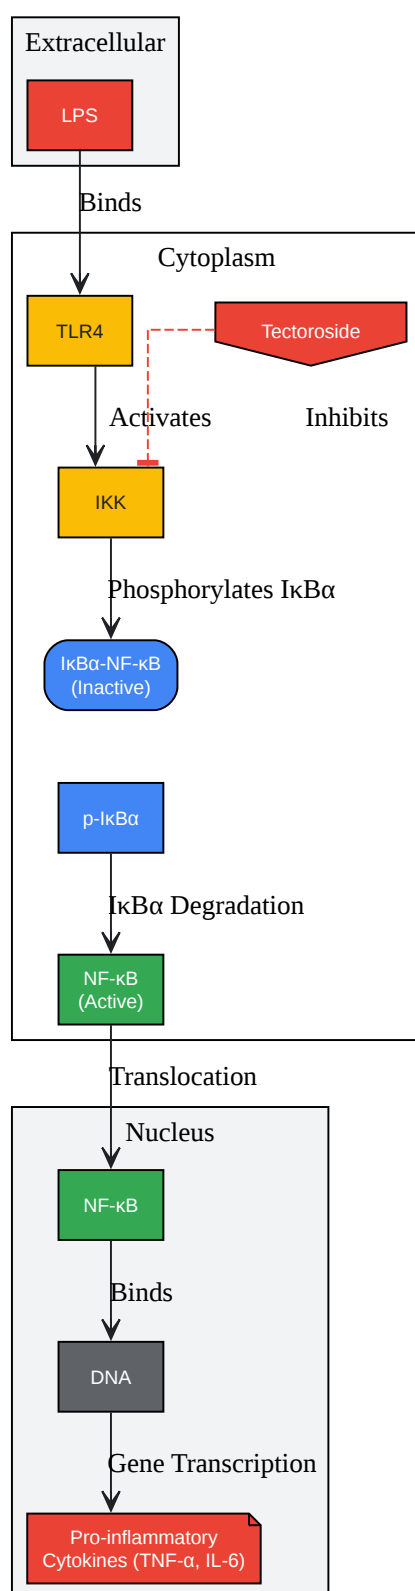 Extracellular
LPS
Binds
Cytoplasm
TLR4
Tectoroside
Activates
Inhibits
IKK
Phosphorylates IκBα
IκBα-NF-κB
(Inactive)
p-IκBα
IκBα Degradation
NF-κB
(Active)
Translocation
Nucleus
NF-κB
Binds
DNA
Gene Transcription
Pro-inflammatory
Cytokines (TNF-α, IL-6)